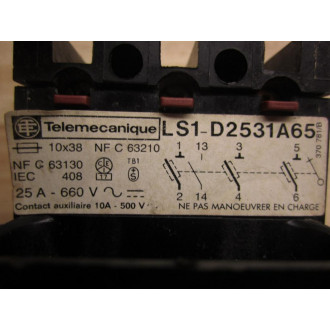 Telemecanique LS1-D2531A65
10x38 NF C 63210 1 13 3 5
NF C 63130
IEC 408
25 A - 660 V
2 14 4 6
Contact auxiliaire 10A - 500 V NE PAS MANOEUVRER EN CHARGE